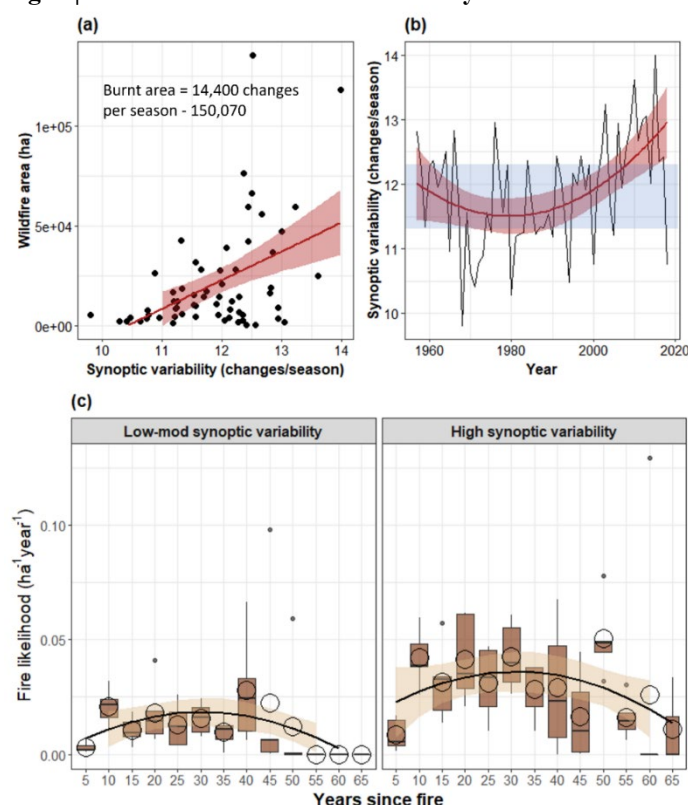 (a)
Burnt area = 14,400 changes
per season - 150,070
Wildfire area (ha)
1e+05
5e+04
0e+00
10 11 12 13 14
Synoptic variability (changes/season)
(b)
Synoptic variability (changes/season)
14
13
12
11
10
1960 1980 2000 2020
Year
(c)
Low-mod synoptic variability
High synoptic variability
Fire likelihood (ha⁻¹year⁻¹)
0.10
0.05
0.00
5 10 15 20 25 30 35 40 45 50 55 60 65
5 10 15 20 25 30 35 40 45 50 55 60 65
Years since fire